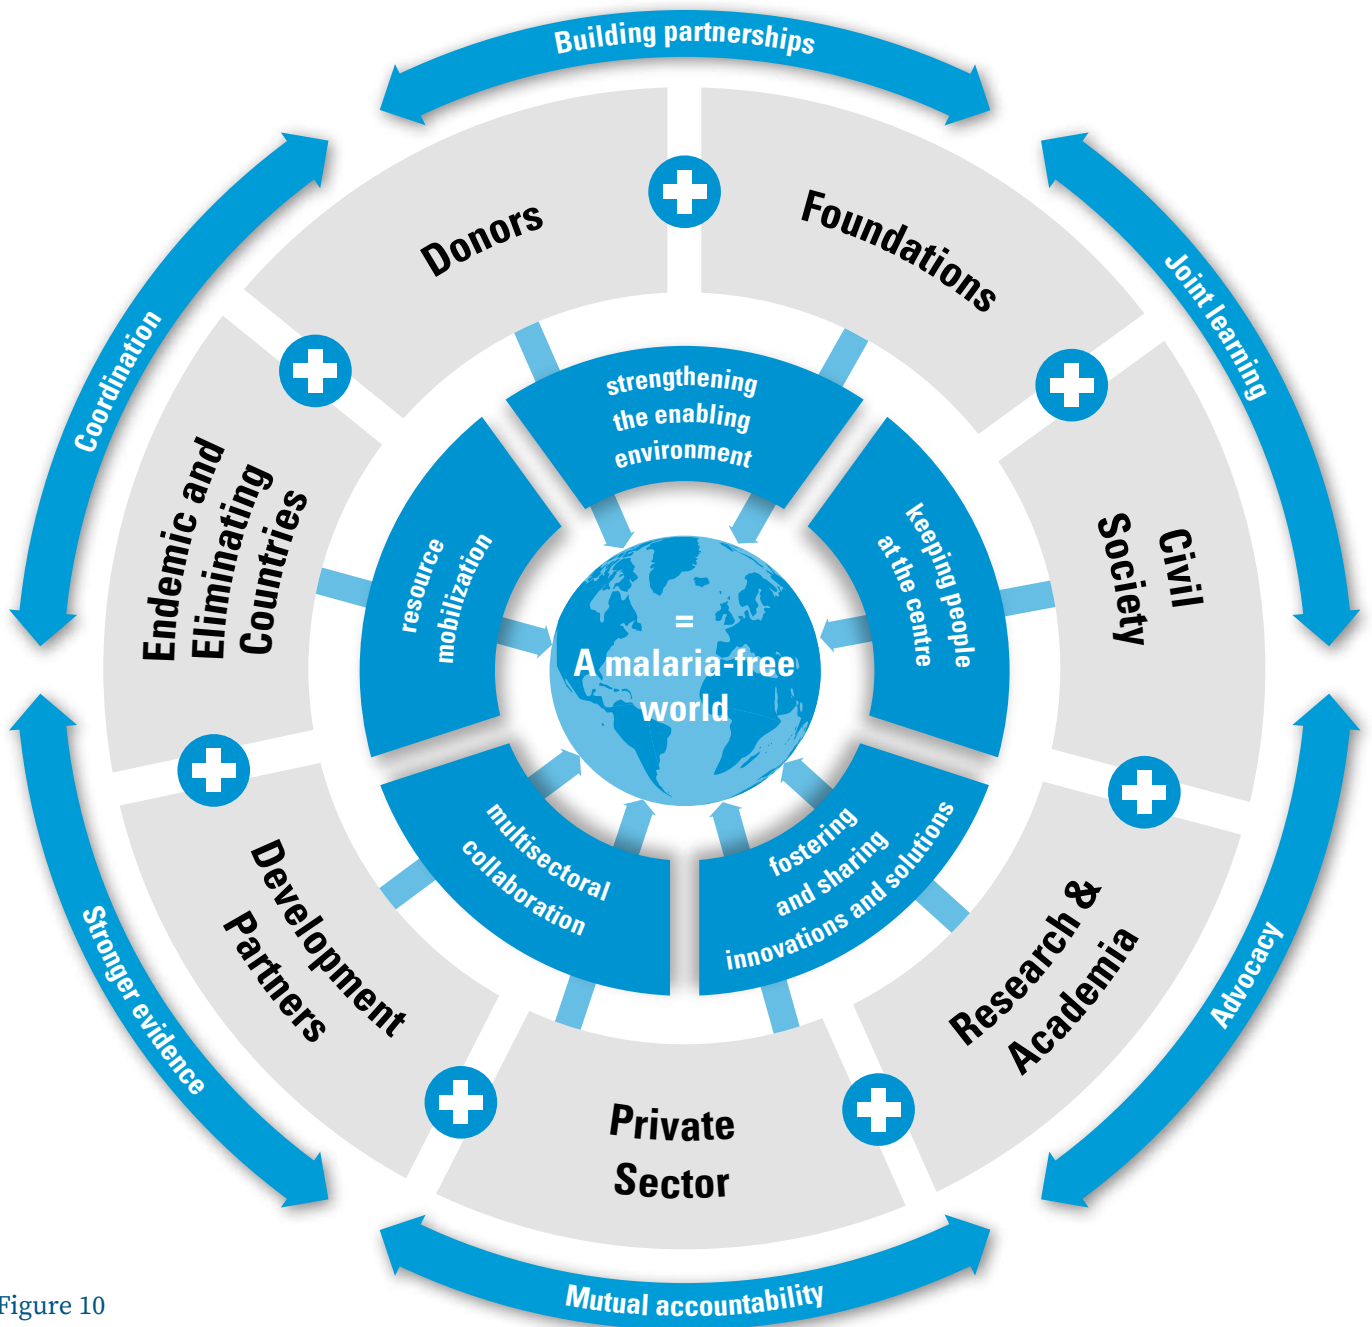 Building partnerships
Joint learning
Advocacy
Mutual accountability
Stronger evidence
Coordination
Donors
Foundations
Civil
Society
Research &
Academia
Private
Sector
Development
Partners
Endemic and
Eliminating
Countries
strengthening
the enabling
environment
keeping people
at the centre
fostering
and sharing
innovations and solutions
multisectoral
collaboration
resource
mobilization
=
A malaria-free
world
Figure 10